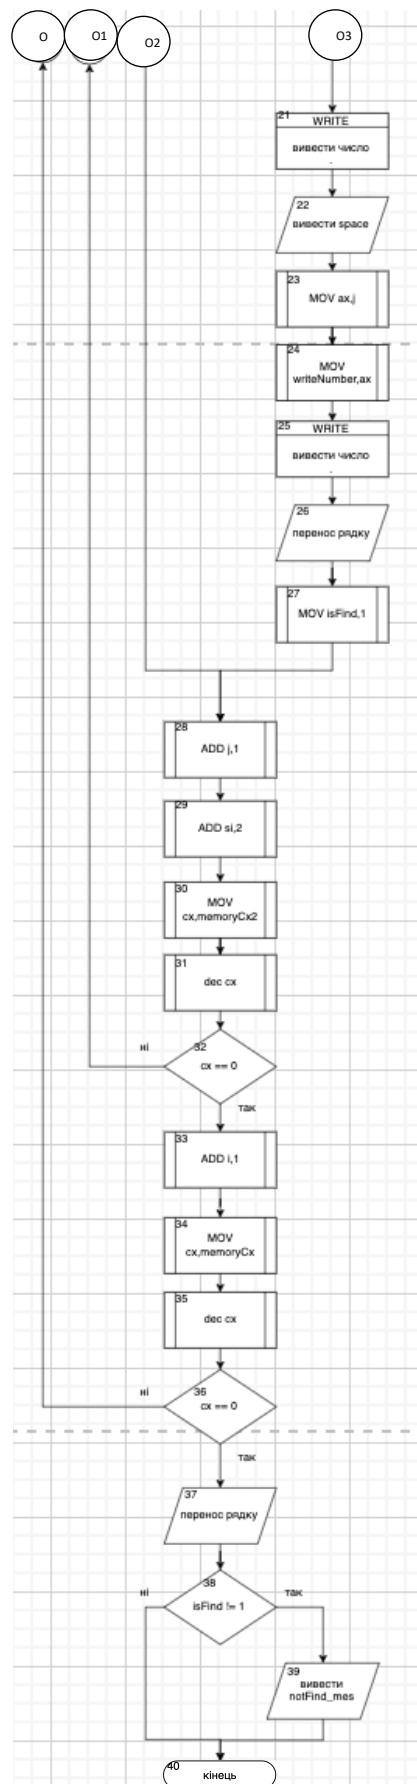 O
O1
O2
O3
21
WRITE
вивести число
.
22
вивести space
23
MOV ax,j
24
MOV
writeNumber,ax
25
WRITE
вивести число
.
26
перенос рядку
27
MOV isFind,1
28
ADD j,1
29
ADD si,2
30
MOV
cx,memoryCx2
31
dec cx
32
ні
cx == 0
так
33
ADD i,1
34
MOV
cx,memoryCx
35
dec cx
36
ні
cx == 0
так
37
перенос рядку
38
ні
так
isFind != 1
39
вивести
notFind_mes
40
кінець